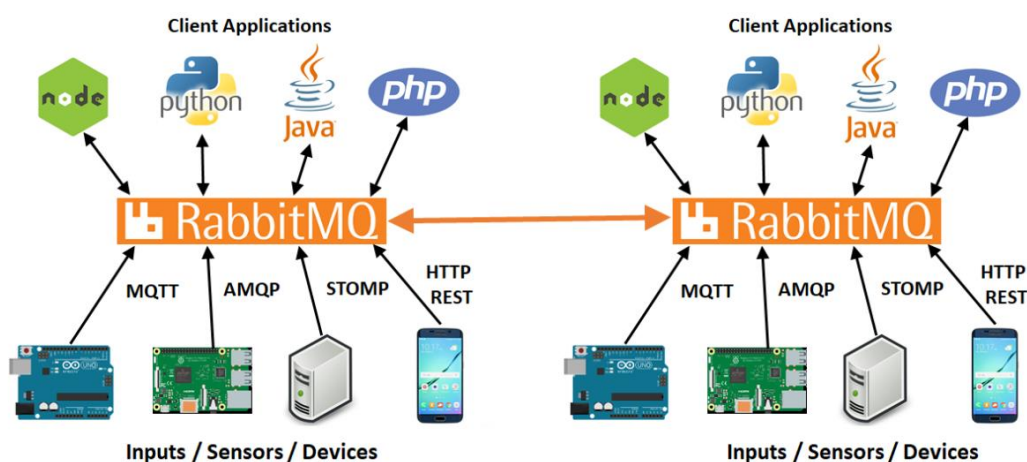 Client Applications
node
python
Java
php
RabbitMQ
MQTT
AMQP
STOMP
HTTP
REST
Inputs / Sensors / Devices
Client Applications
node
python
Java
php
RabbitMQ
MQTT
AMQP
STOMP
HTTP
REST
Inputs / Sensors / Devices